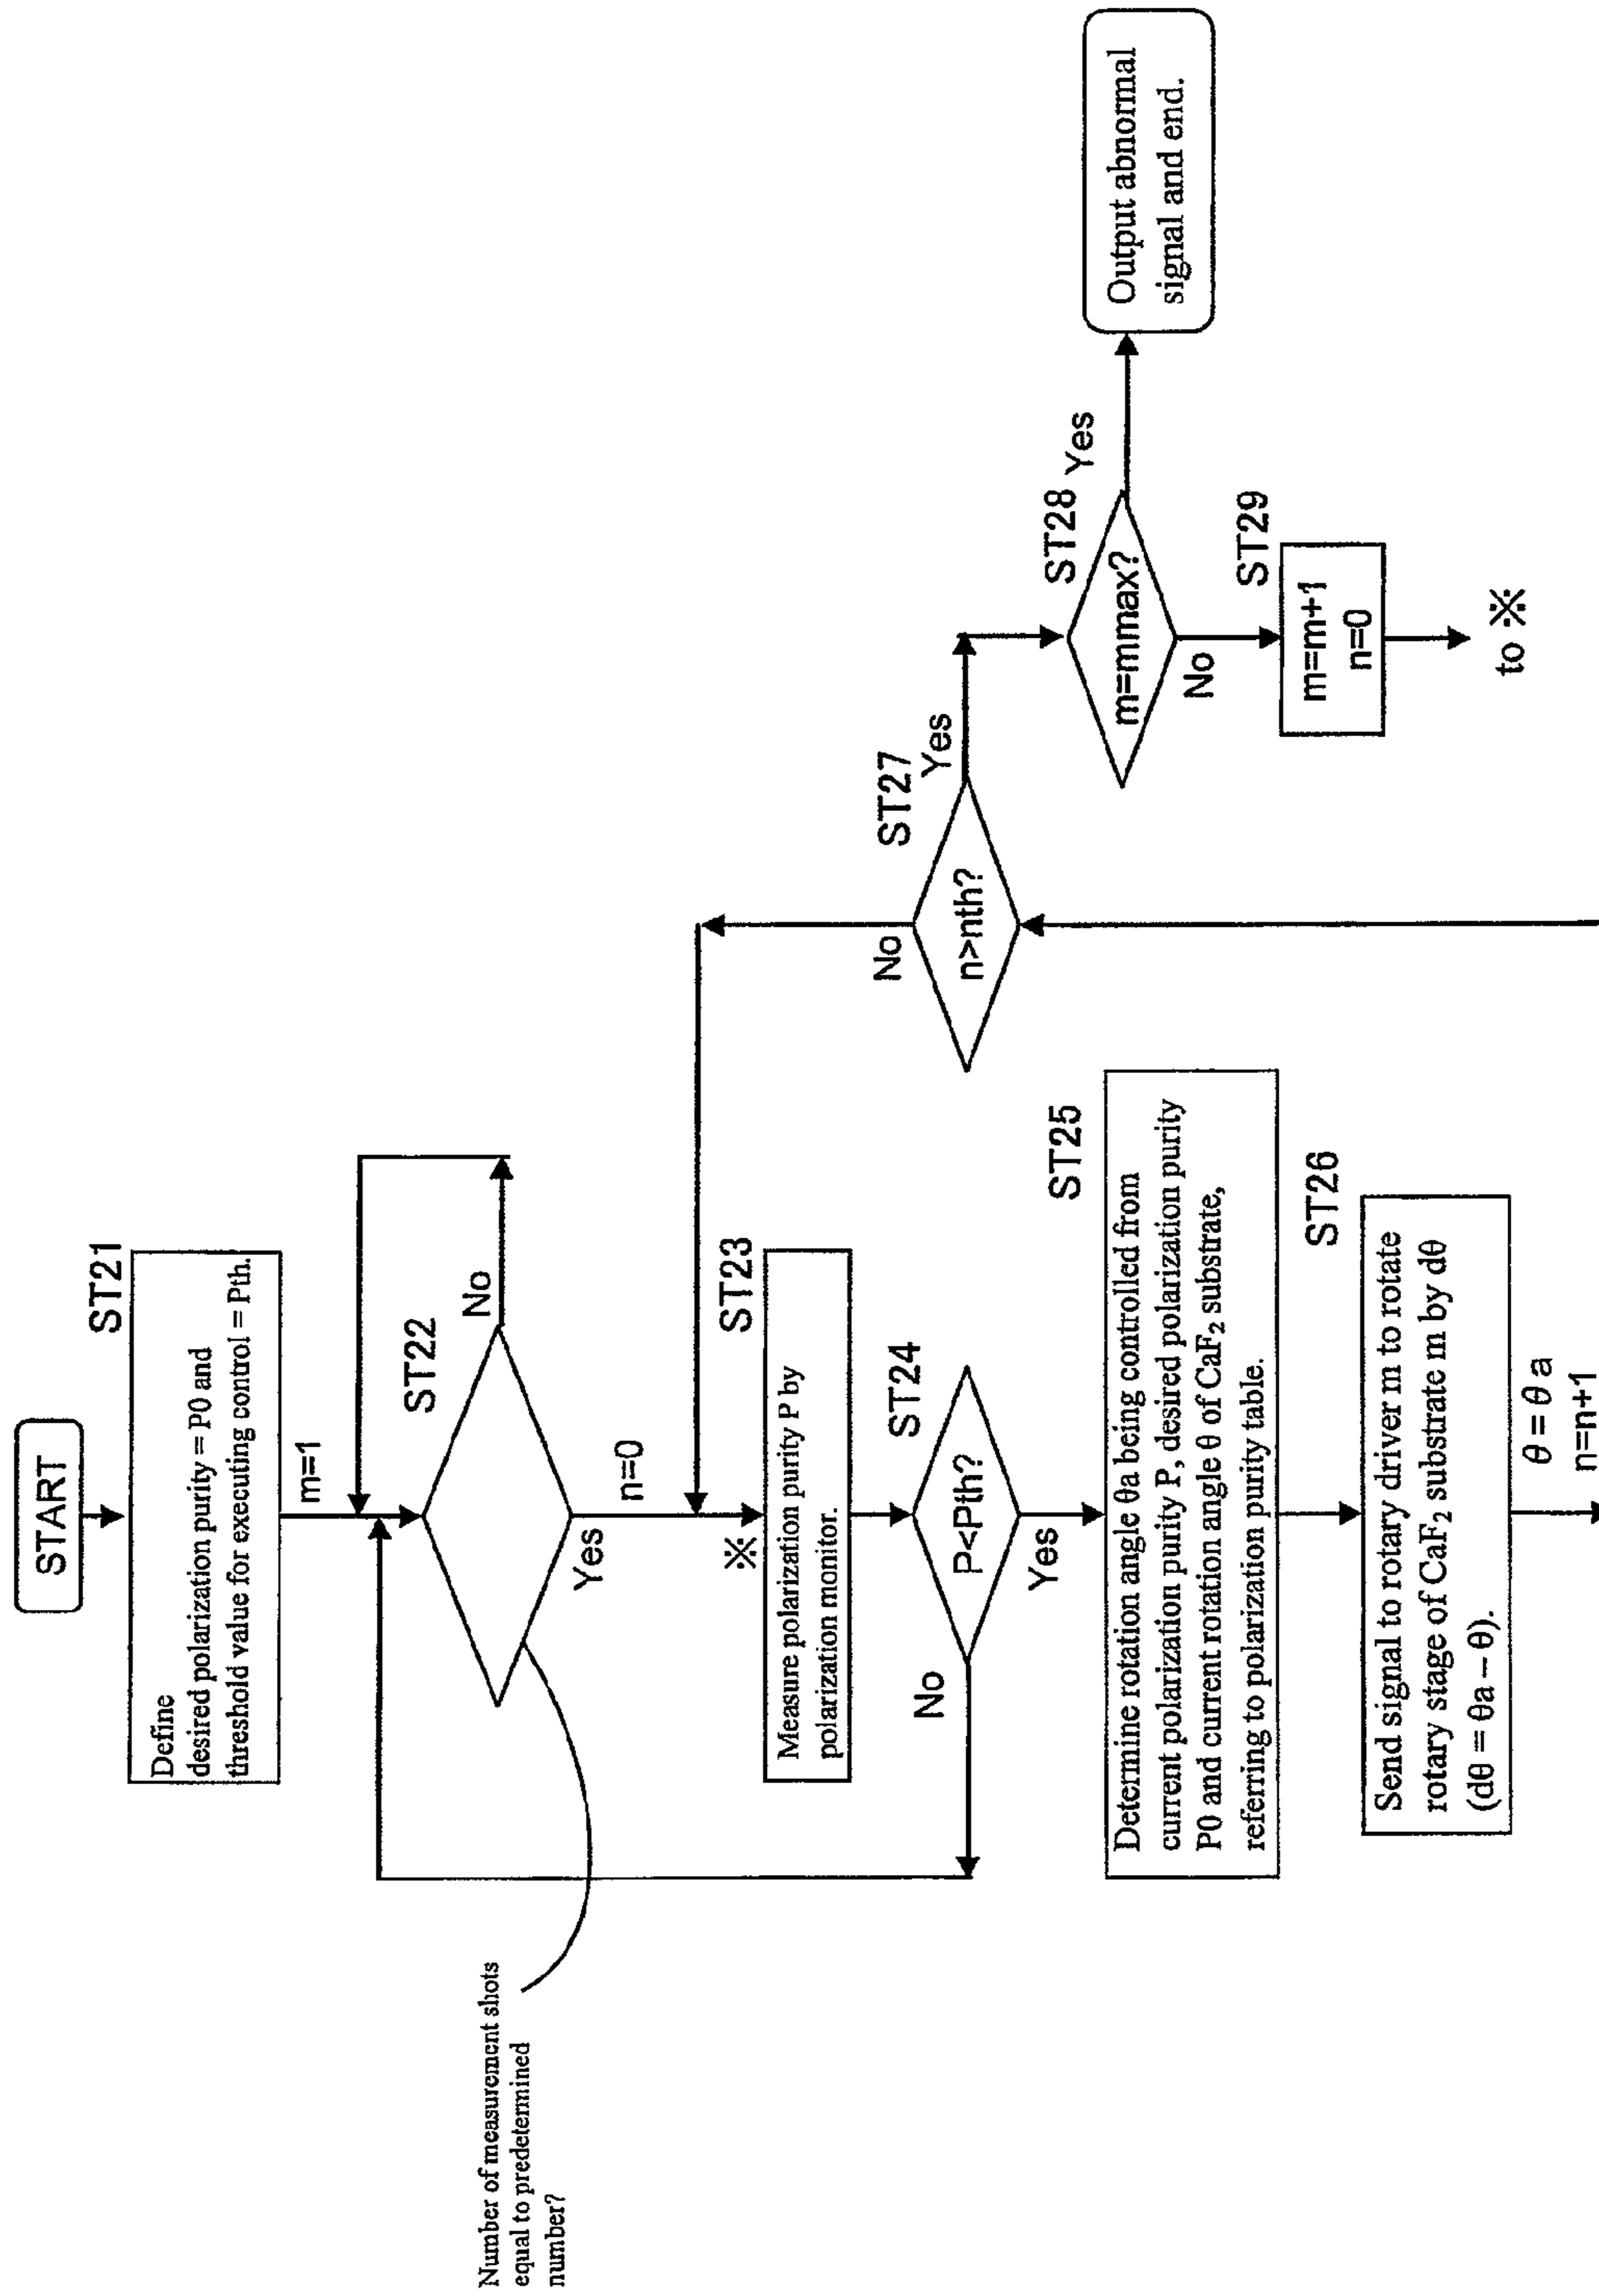 START
ST21
Define
desired polarization purity = P0 and
threshold value for executing control = Pth.
m=1
ST22
No
Number of measurement shots
equal to predetermined
number?
Yes
n=0
※
ST23
Measure polarization purity P by
polarization monitor.
ST24
P<Pth?
No
Yes
ST25
Determine rotation angle θa being controlled from
current polarization purity P, desired polarization purity
P0 and current rotation angle θ of CaF₂ substrate,
referring to polarization purity table.
ST26
Send signal to rotary driver m to rotate
rotary stage of CaF₂ substrate m by dθ
(dθ = θa – θ).
θ = θ a
n=n+1
ST27
n>nth?
No
Yes
ST28
m=mmax?
Yes
No
Output abnormal
signal and end.
ST29
m=m+1
n=0
to ※